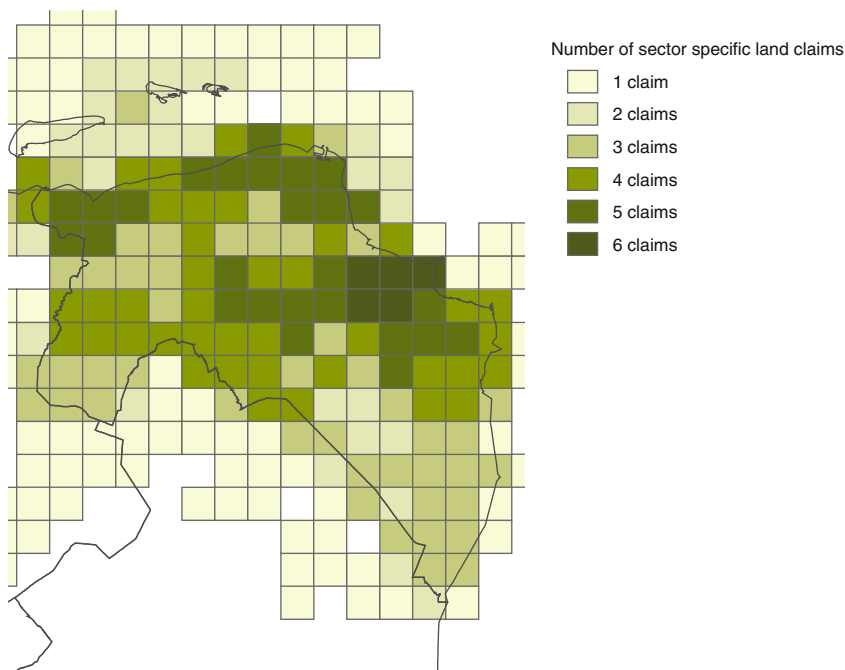 Number of sector specific land claims
1 claim
2 claims
3 claims
4 claims
5 claims
6 claims